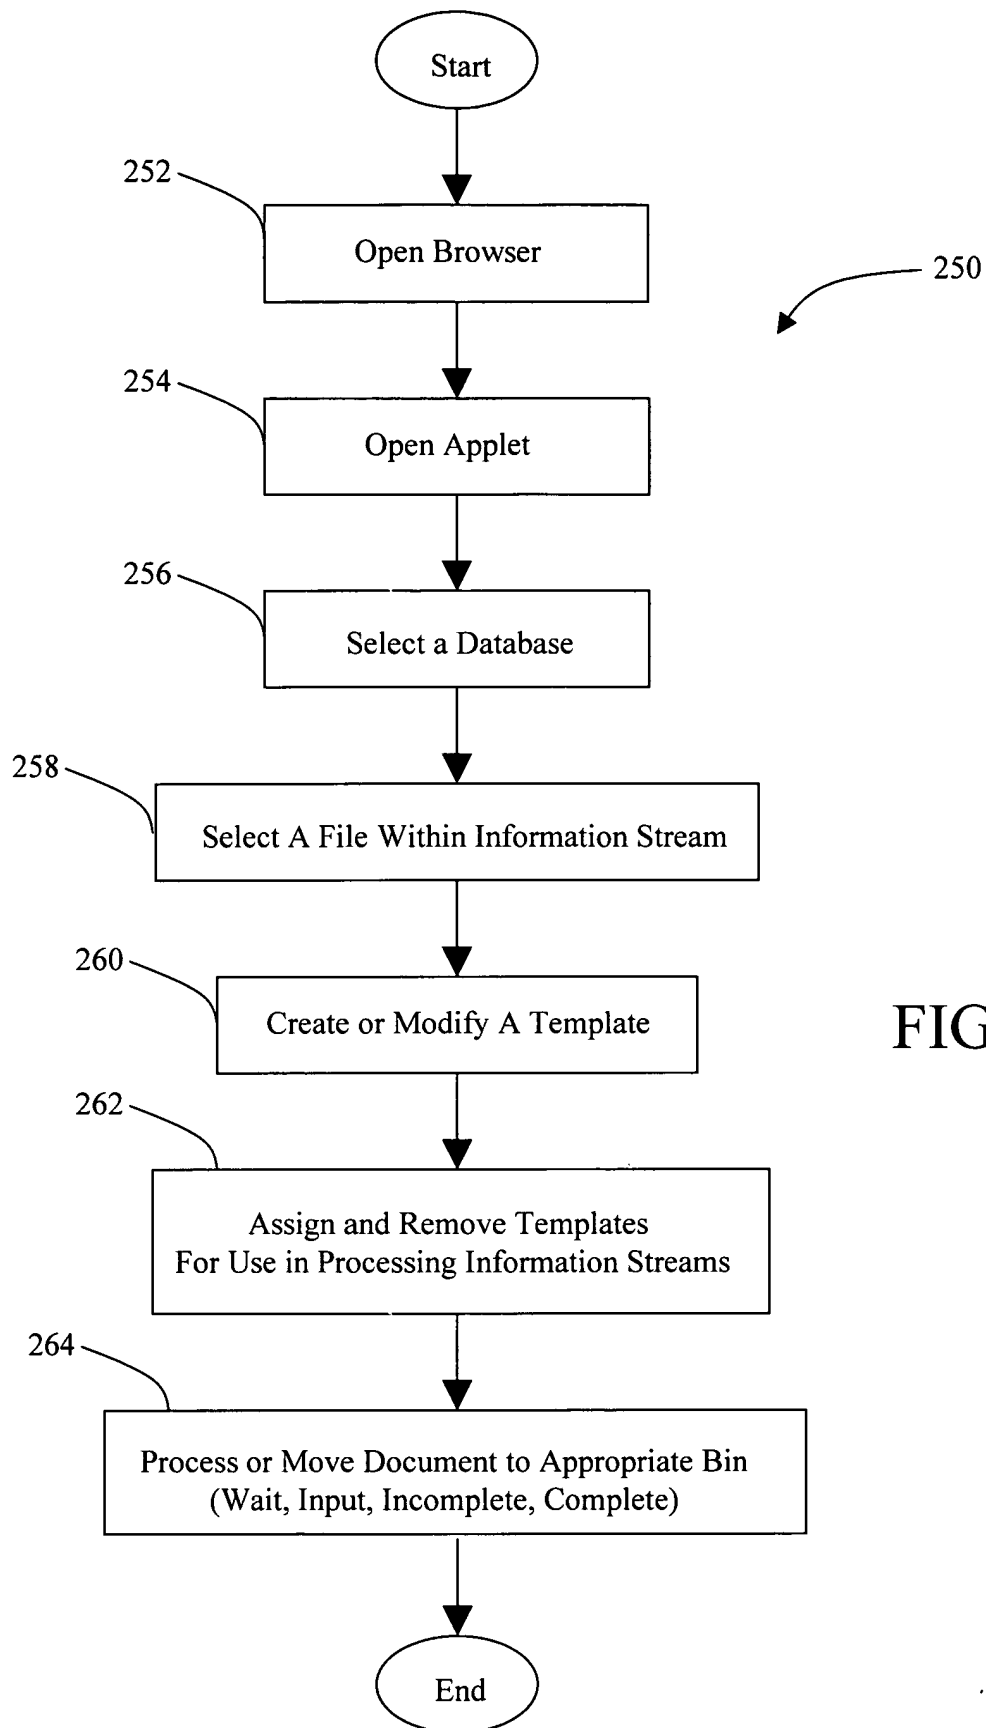 Start
252
Open Browser
250
254
Open Applet
256
Select a Database
258
Select A File Within Information Stream
260
Create or Modify A Template
FIG
262
Assign and Remove Templates
For Use in Processing Information Streams
264
Process or Move Document to Appropriate Bin
(Wait, Input, Incomplete, Complete)
End